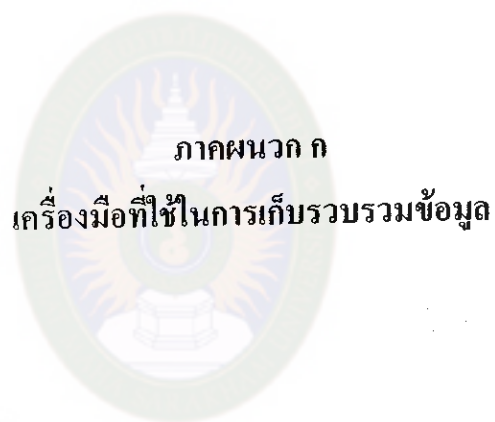 ภาคผนวก ก
เครื่องมือที่ใช้ในการเก็บรวบรวมข้อมูล